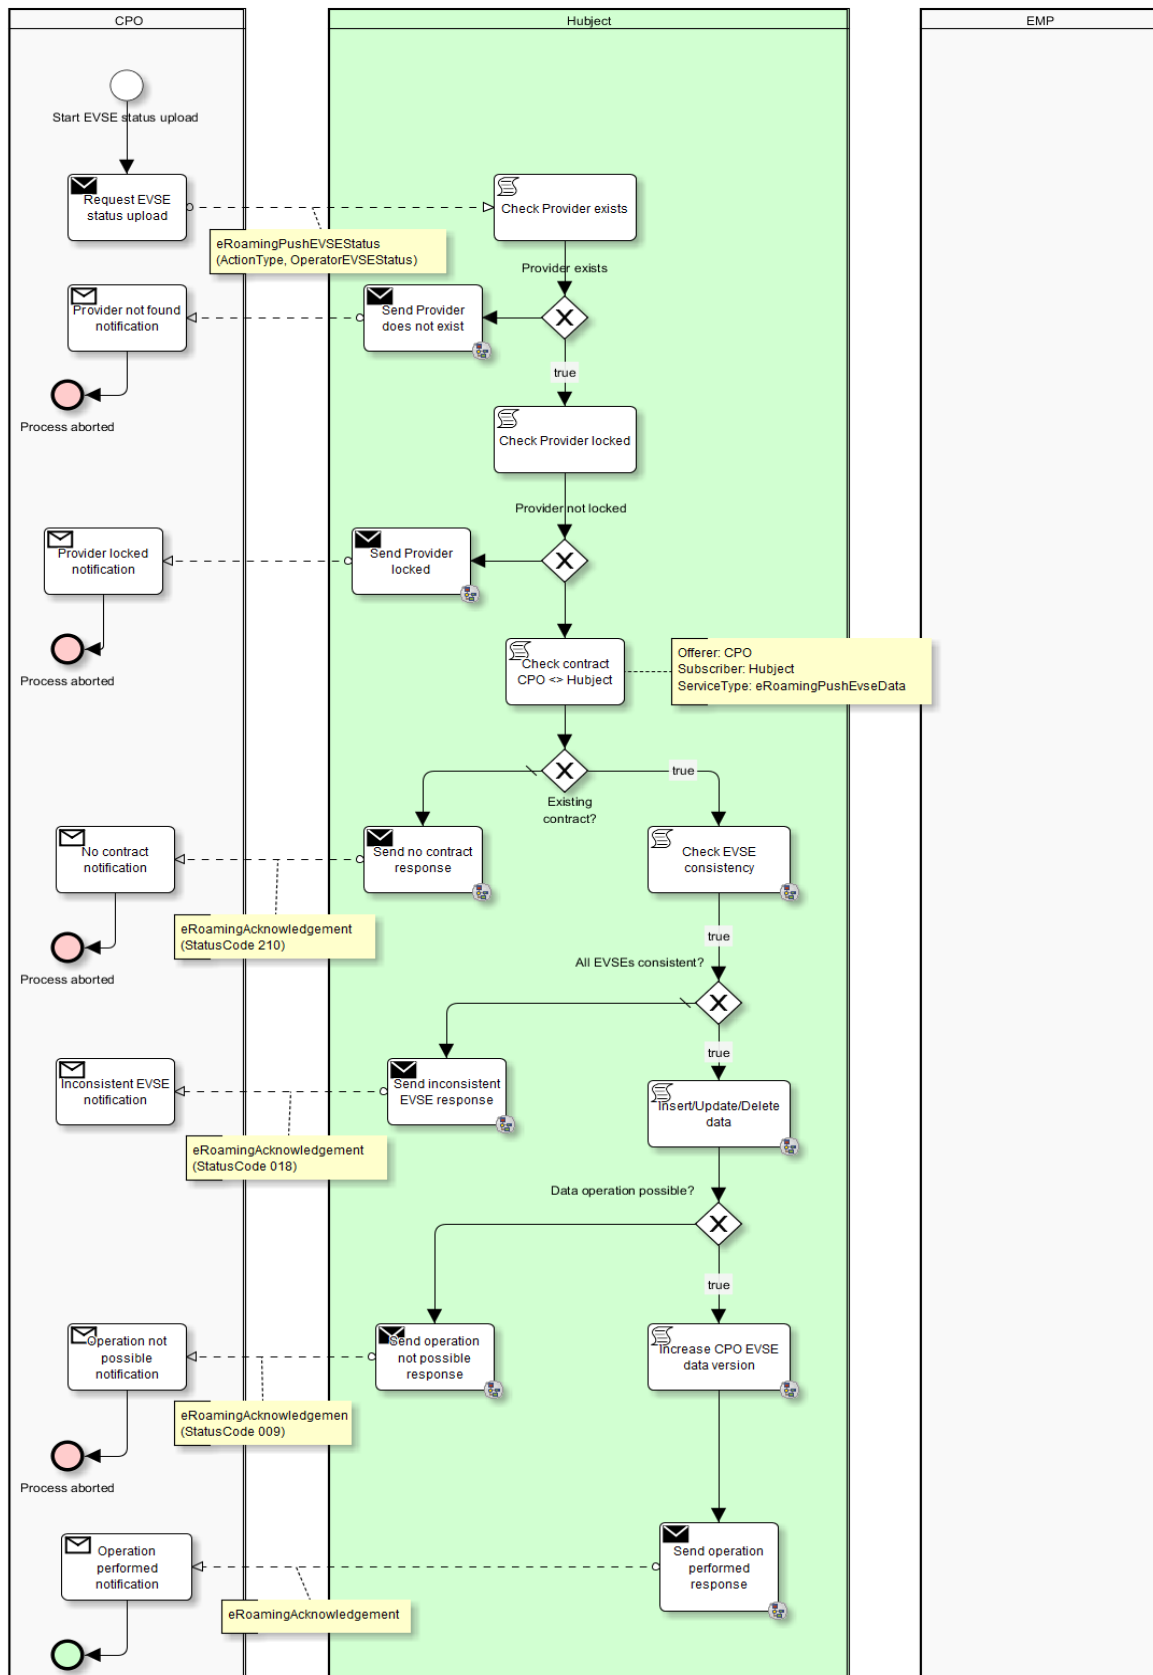 CPO
Hubject
EMP
Start EVSE status upload
Request EVSE
status upload
Check Provider exists
eRoamingPushEVSEStatus
(ActionType, OperatorEVSEStatus)
Provider exists
Provider not found
notification
Send Provider
does not exist
true
Process aborted
Check Provider locked
Provider not locked
Provider locked
notification
Send Provider
locked
Check contract
CPO <> Hubject
Offerer: CPO
Subscriber: Hubject
ServiceType: eRoamingPushEvseData
Process aborted
true
Existing
contract?
No contract
notification
Send no contract
response
Check EVSE
consistency
eRoamingAcknowledgement
(StatusCode 210)
true
All EVSEs consistent?
Process aborted
true
Inconsistent EVSE
notification
Send inconsistent
EVSE response
Insert/Update/Delete
data
eRoamingAcknowledgement
(StatusCode 018)
Data operation possible?
true
Operation not
possible
notification
Send operation
not possible
response
Increase CPO EVSE
data version
eRoamingAcknowledgemen
(StatusCode 009)
Process aborted
Operation
performed
notification
Send operation
performed
response
eRoamingAcknowledgement